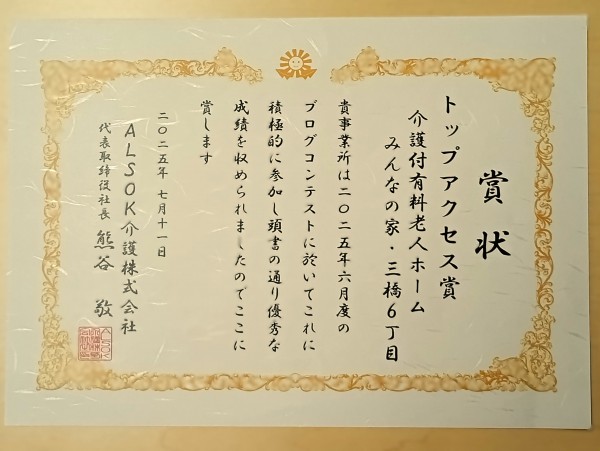 賞状
トップアクセス賞
介護付有料老人ホーム
みんなの家・三橋6丁目
貴事業所は二〇二五年六月度の
ブログコンテストに於いてこれに
積極的に参加し頭書の通り優秀な
成績を収められましたのでここに
賞します
二〇二五年 七月十一日
ALSOK介護株式会社
代表取締役社長 熊谷 敬